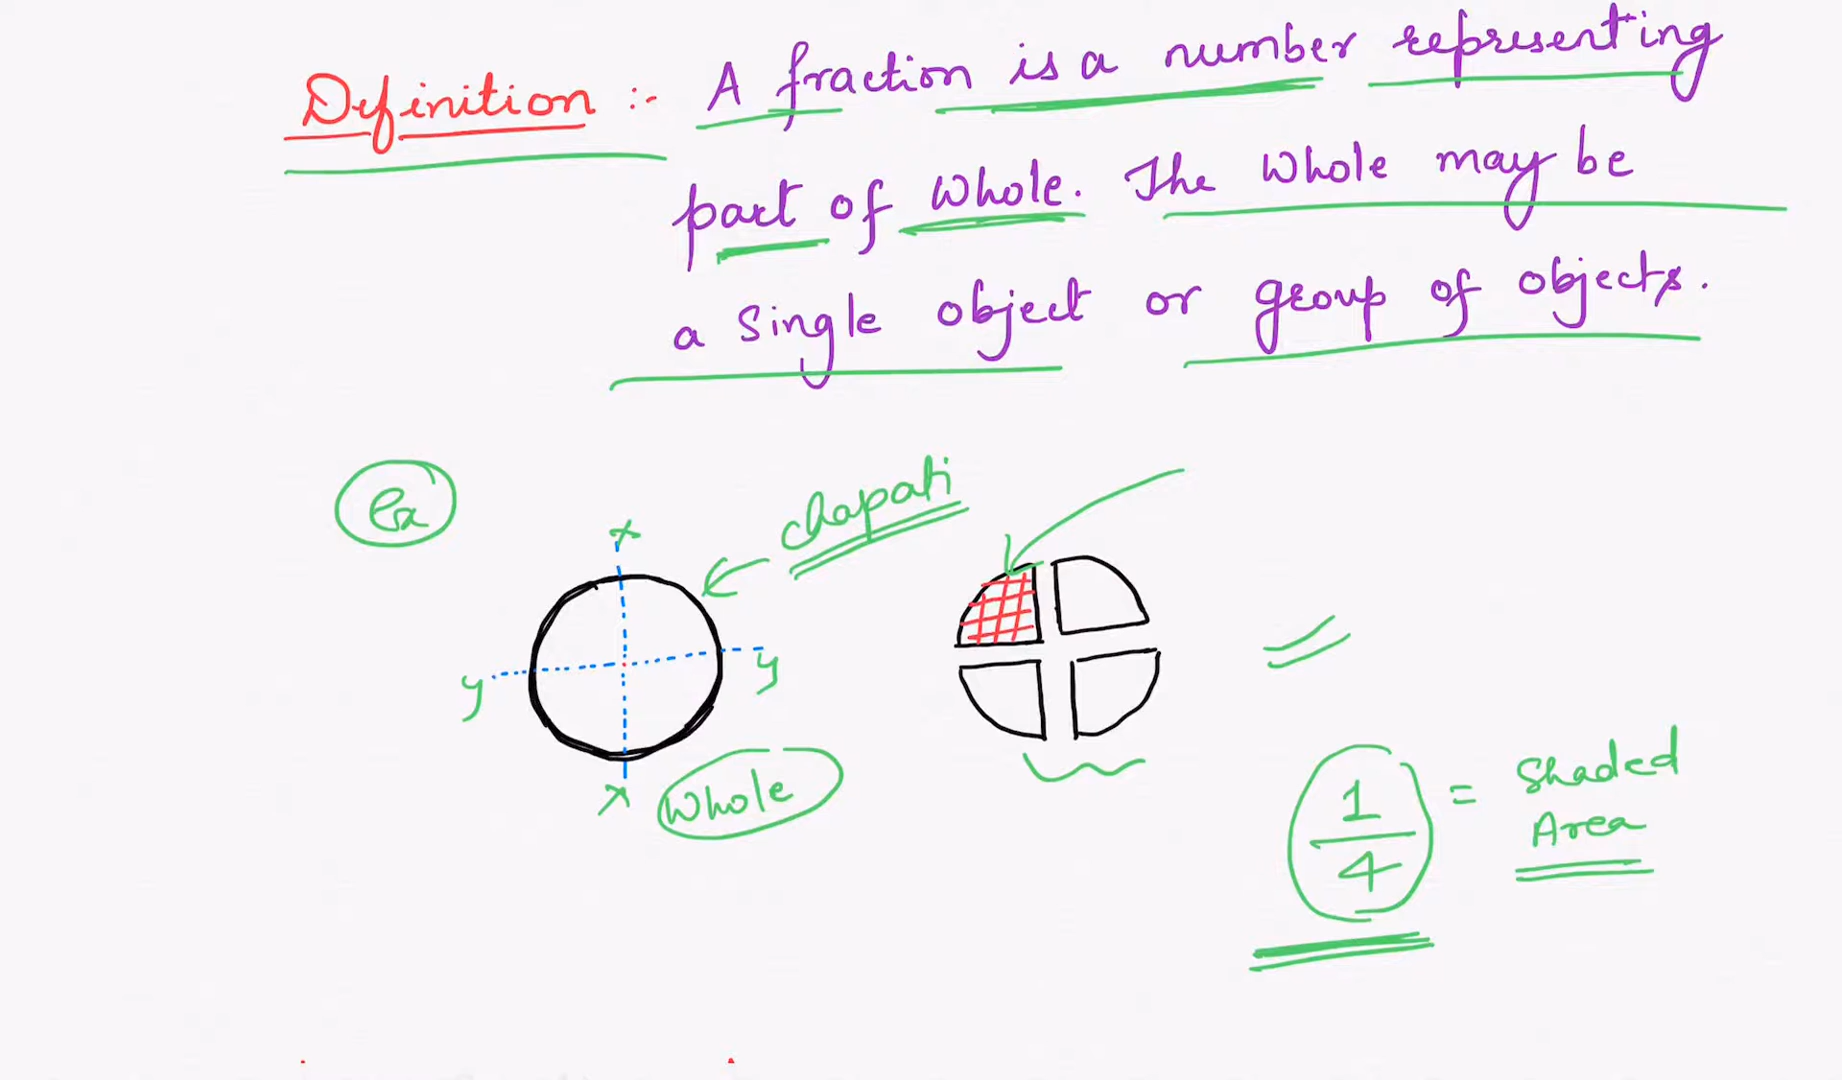 Definition :- A fraction is a number representing
part of whole. The whole may be
a single object or group of objects.
Ex
chapati
x
y
y
x
whole
1/4 = Shaded
Area